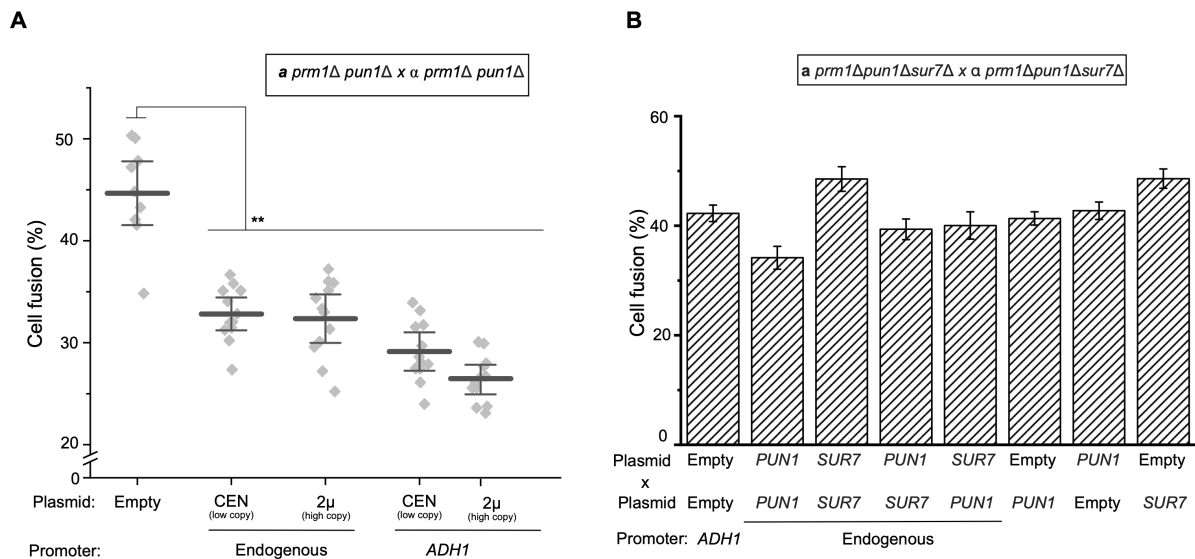 A
a prm1Δ pun1Δ x α prm1Δ pun1Δ
Cell fusion (%)
50
40
30
20
0
**
Plasmid: Empty CEN 2μ CEN 2μ
(low copy) (high copy) (low copy) (high copy)
Promoter: Endogenous ADH1
B
a prm1Δpun1Δsur7Δ x α prm1Δpun1Δsur7Δ
Cell fusion (%)
60
40
20
0
Plasmid Empty PUN1 SUR7 PUN1 SUR7 Empty PUN1 Empty
x
Plasmid Empty PUN1 SUR7 SUR7 PUN1 PUN1 Empty SUR7
Promoter: ADH1 Endogenous